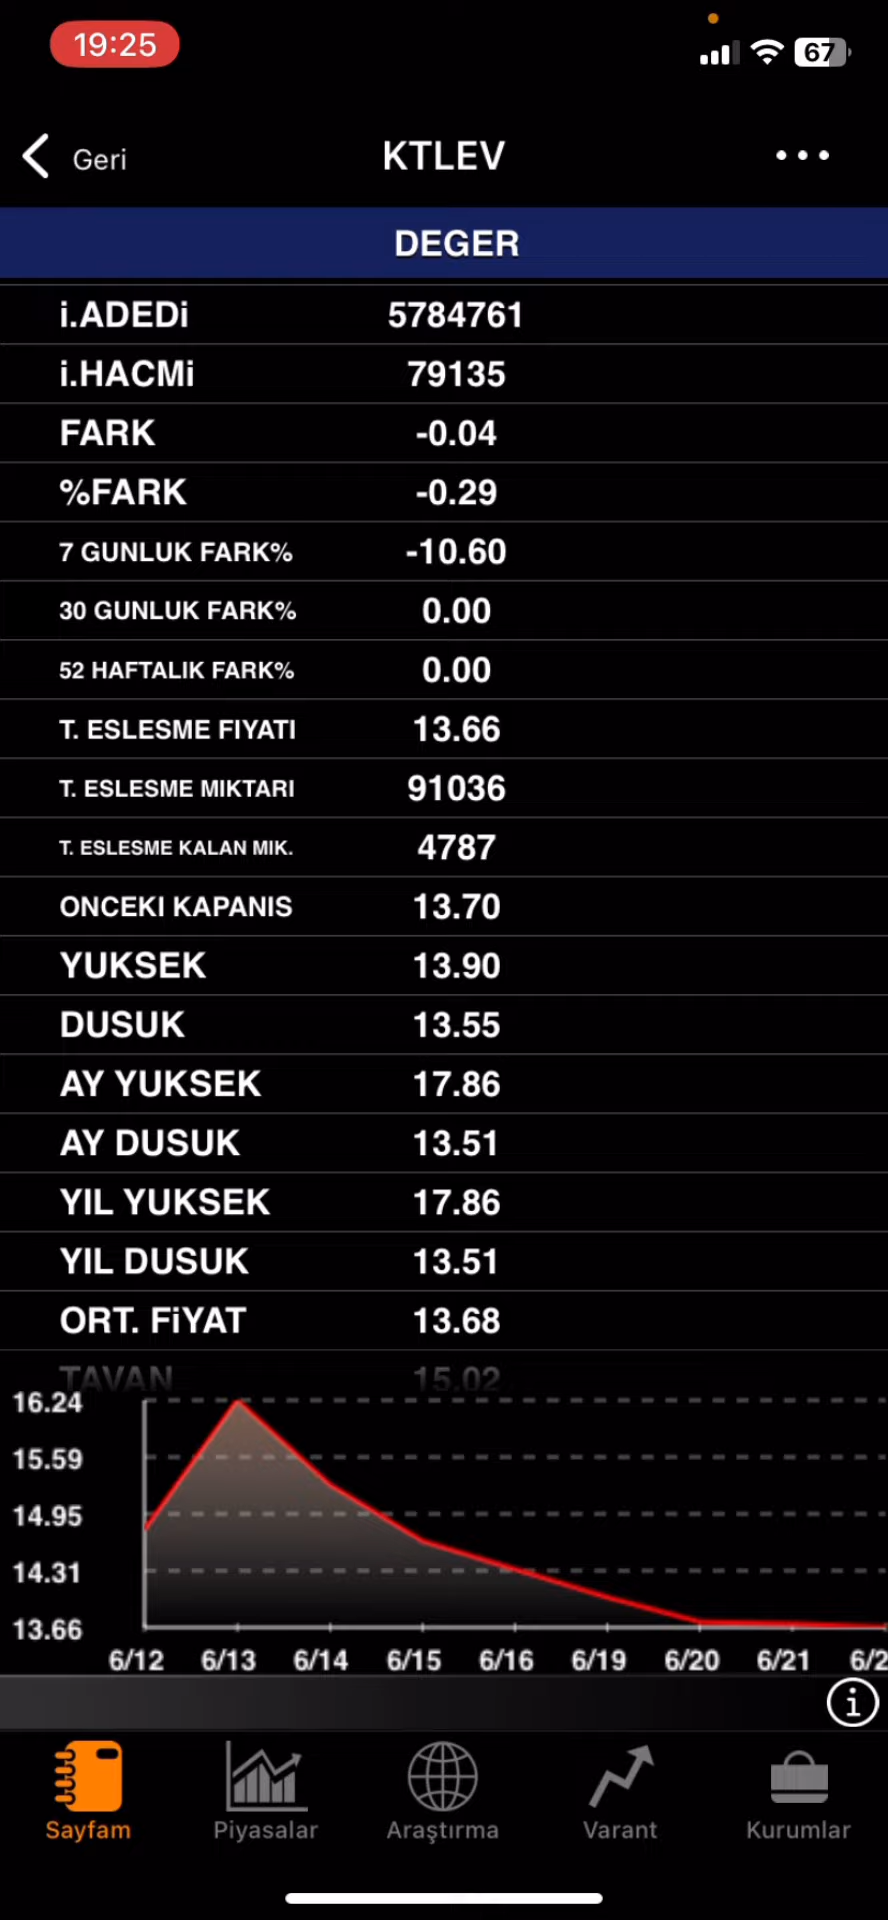 19:25
67
Geri
KTLEV
DEGER
i.ADEDi 5784761
i.HACMi 79135
FARK -0.04
%FARK -0.29
7 GUNLUK FARK% -10.60
30 GUNLUK FARK% 0.00
52 HAFTALIK FARK% 0.00
T. ESLESME FIYATI 13.66
T. ESLESME MIKTARI 91036
T. ESLESME KALAN MIK. 4787
ONCEKI KAPANIS 13.70
YUKSEK 13.90
DUSUK 13.55
AY YUKSEK 17.86
AY DUSUK 13.51
YIL YUKSEK 17.86
YIL DUSUK 13.51
ORT. FiYAT 13.68
TAVAN 15.02
16.24
15.59
14.95
14.31
13.66
6/12 6/13 6/14 6/15 6/16 6/19 6/20 6/21 6/2
i
Sayfam Piyasalar Araştırma Varant Kurumlar